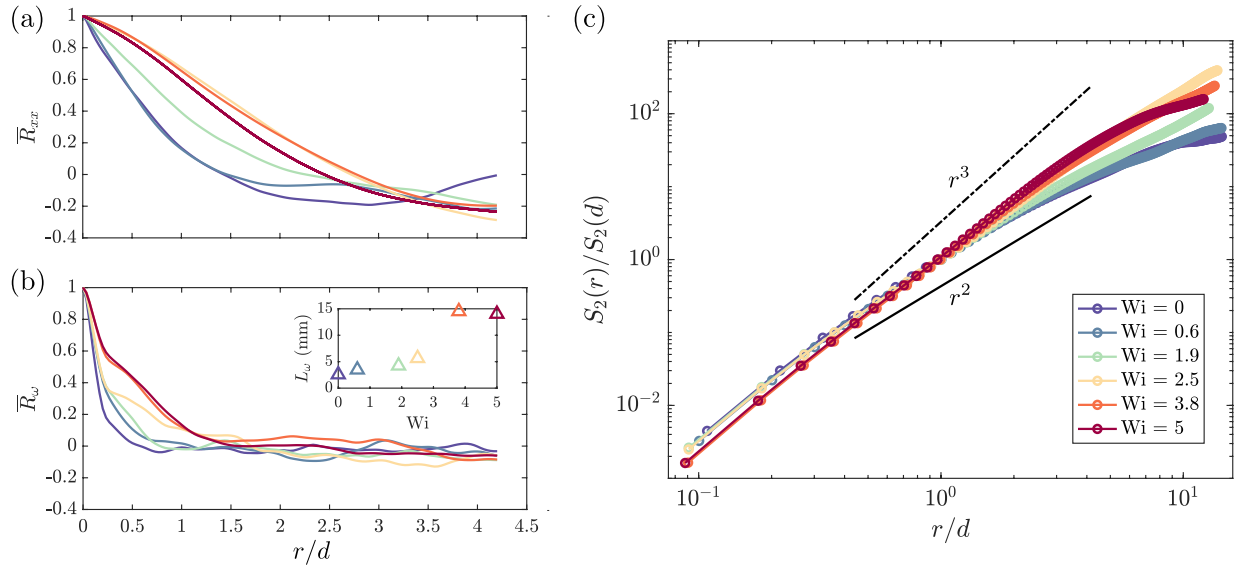 (a)
1
0.8
0.6
0.4
0.2
0
-0.2
-0.4
R̅xx
(b)
1
0.8
0.6
0.4
0.2
0
-0.2
-0.4
R̅ω
0
0.5
1
1.5
2
2.5
3
3.5
4
4.5
r/d
15
10
5
0
Lω (mm)
0 1 2 3 4 5
Wi
(c)
10²
10⁰
10⁻²
S₂(r)/S₂(d)
r³
r²
Wi = 0
Wi = 0.6
Wi = 1.9
Wi = 2.5
Wi = 3.8
Wi = 5
10⁻¹
10⁰
10¹
r/d